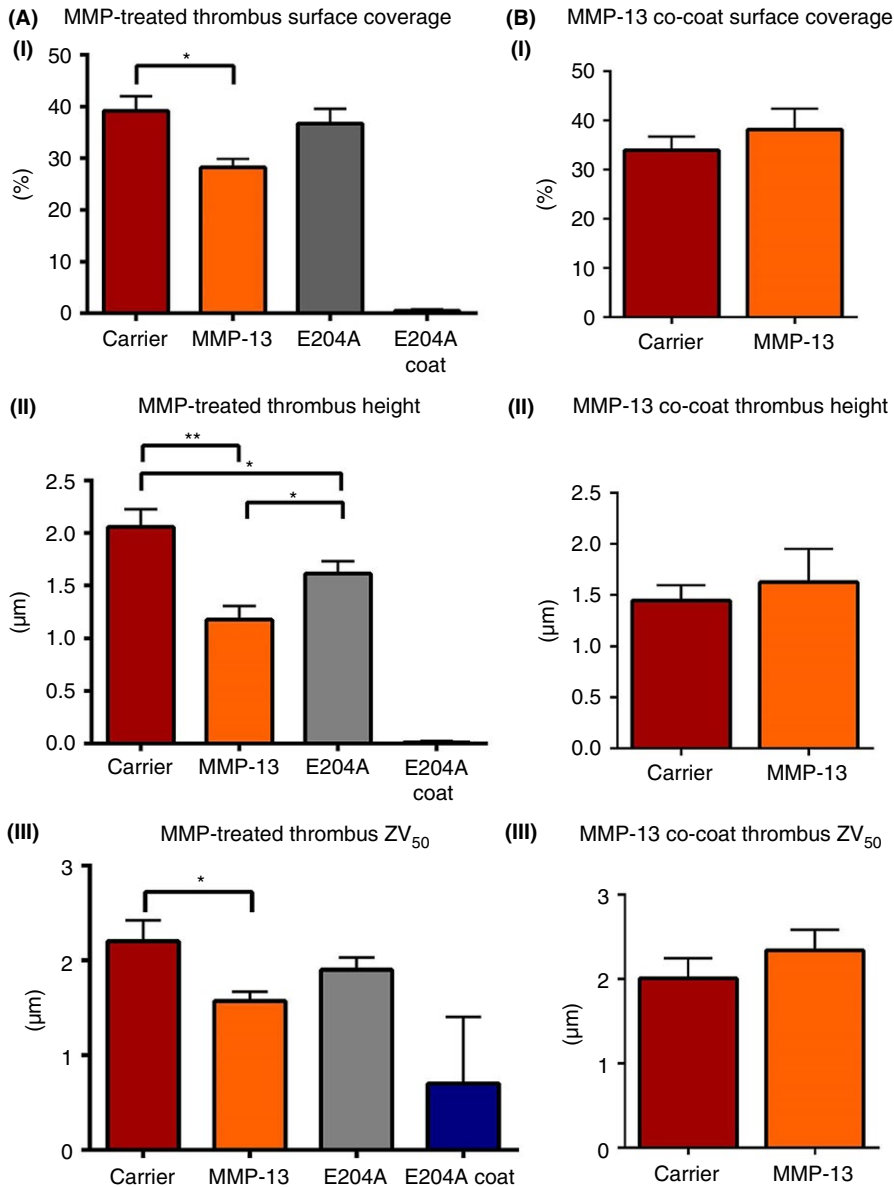 (A) MMP-treated thrombus surface coverage
(I)
50
40
30
20
10
0
(%)
*
Carrier MMP-13 E204A E204A
coat
(II) MMP-treated thrombus height
2.5
2.0
1.5
1.0
0.5
0.0
(µm)
**
*
*
Carrier MMP-13 E204A E204A
coat
(III) MMP-treated thrombus ZV50
3
2
1
0
(µm)
*
Carrier MMP-13 E204A E204A coat
(B) MMP-13 co-coat surface coverage
(I)
50
40
30
20
10
0
(%)
Carrier MMP-13
(II) MMP-13 co-coat thrombus height
2.5
2.0
1.5
1.0
0.5
0.0
(µm)
Carrier MMP-13
(III) MMP-13 co-coat thrombus ZV50
3
2
1
0
(µm)
Carrier MMP-13